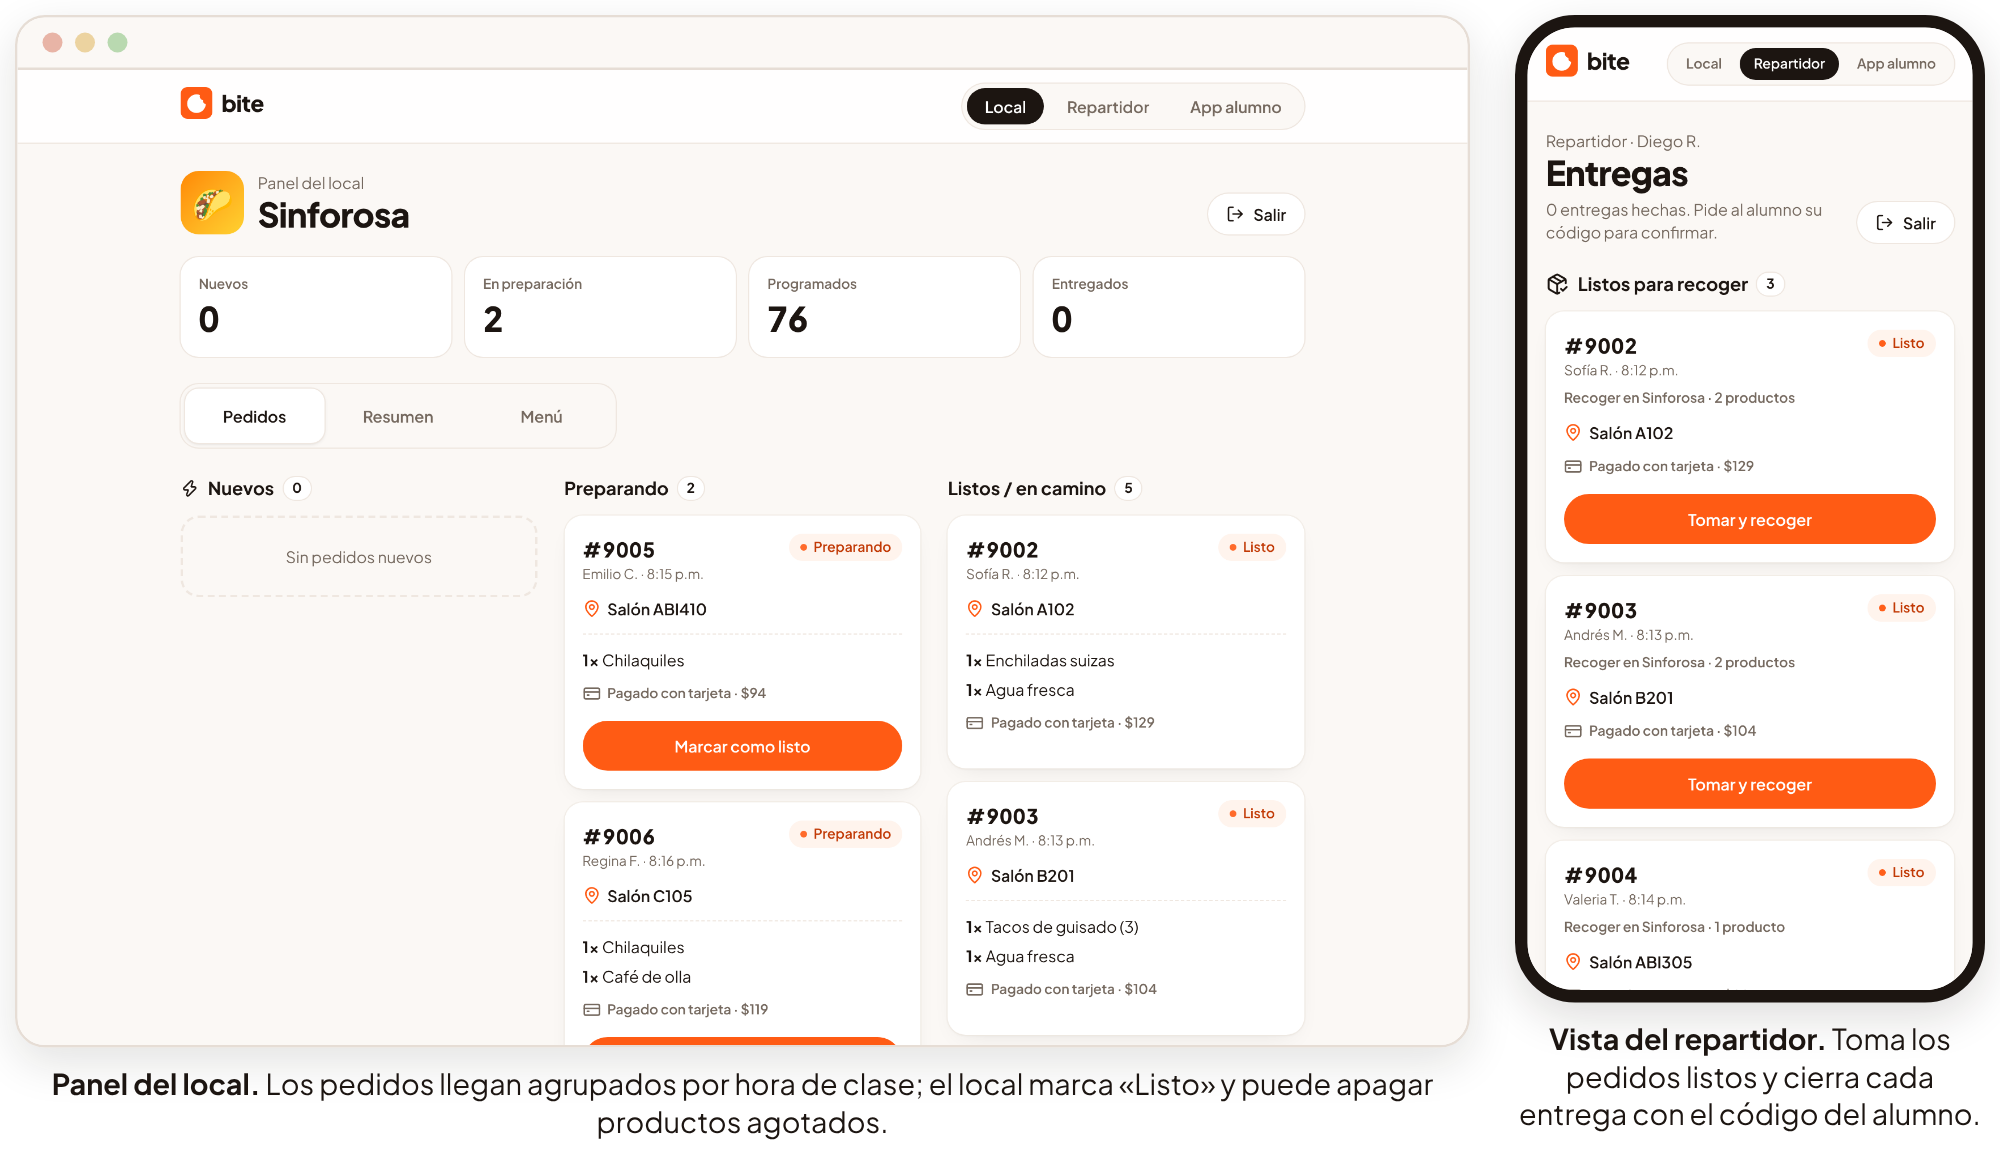 bite
Local
Repartidor
App alumno
Panel del local
Sinforosa
Salir
Nuevos
0
En preparación
2
Programados
76
Entregados
0
Pedidos
Resumen
Menú
Nuevos 0
Sin pedidos nuevos
Preparando 2
#9005
Preparando
Emilio C. · 8:15 p.m.
Salón ABI410
1× Chilaquiles
Pagado con tarjeta · $94
Marcar como listo
#9006
Preparando
Regina F. · 8:16 p.m.
Salón C105
1× Chilaquiles
1× Café de olla
Pagado con tarjeta · $119
Listos / en camino 5
#9002
Listo
Sofía R. · 8:12 p.m.
Salón A102
1× Enchiladas suizas
1× Agua fresca
Pagado con tarjeta · $129
#9003
Listo
Andrés M. · 8:13 p.m.
Salón B201
1× Tacos de guisado (3)
1× Agua fresca
Pagado con tarjeta · $104
Panel del local. Los pedidos llegan agrupados por hora de clase; el local marca «Listo» y puede apagar
productos agotados.
bite
Local
Repartidor
App alumno
Repartidor · Diego R.
Entregas
0 entregas hechas. Pide al alumno su
código para confirmar.
Salir
Listos para recoger 3
#9002
Listo
Sofía R. · 8:12 p.m.
Recoger en Sinforosa · 2 productos
Salón A102
Pagado con tarjeta · $129
Tomar y recoger
#9003
Listo
Andrés M. · 8:13 p.m.
Recoger en Sinforosa · 2 productos
Salón B201
Pagado con tarjeta · $104
Tomar y recoger
#9004
Listo
Valeria T. · 8:14 p.m.
Recoger en Sinforosa · 1 producto
Salón ABI305
Vista del repartidor. Toma los
pedidos listos y cierra cada
entrega con el código del alumno.